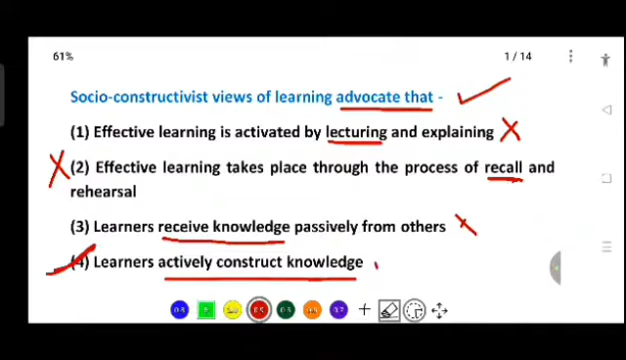 61%
1 / 14
Socio-constructivist views of learning advocate that -
(1) Effective learning is activated by lecturing and explaining
(2) Effective learning takes place through the process of recall and
rehearsal
(3) Learners receive knowledge passively from others
(4) Learners actively construct knowledge